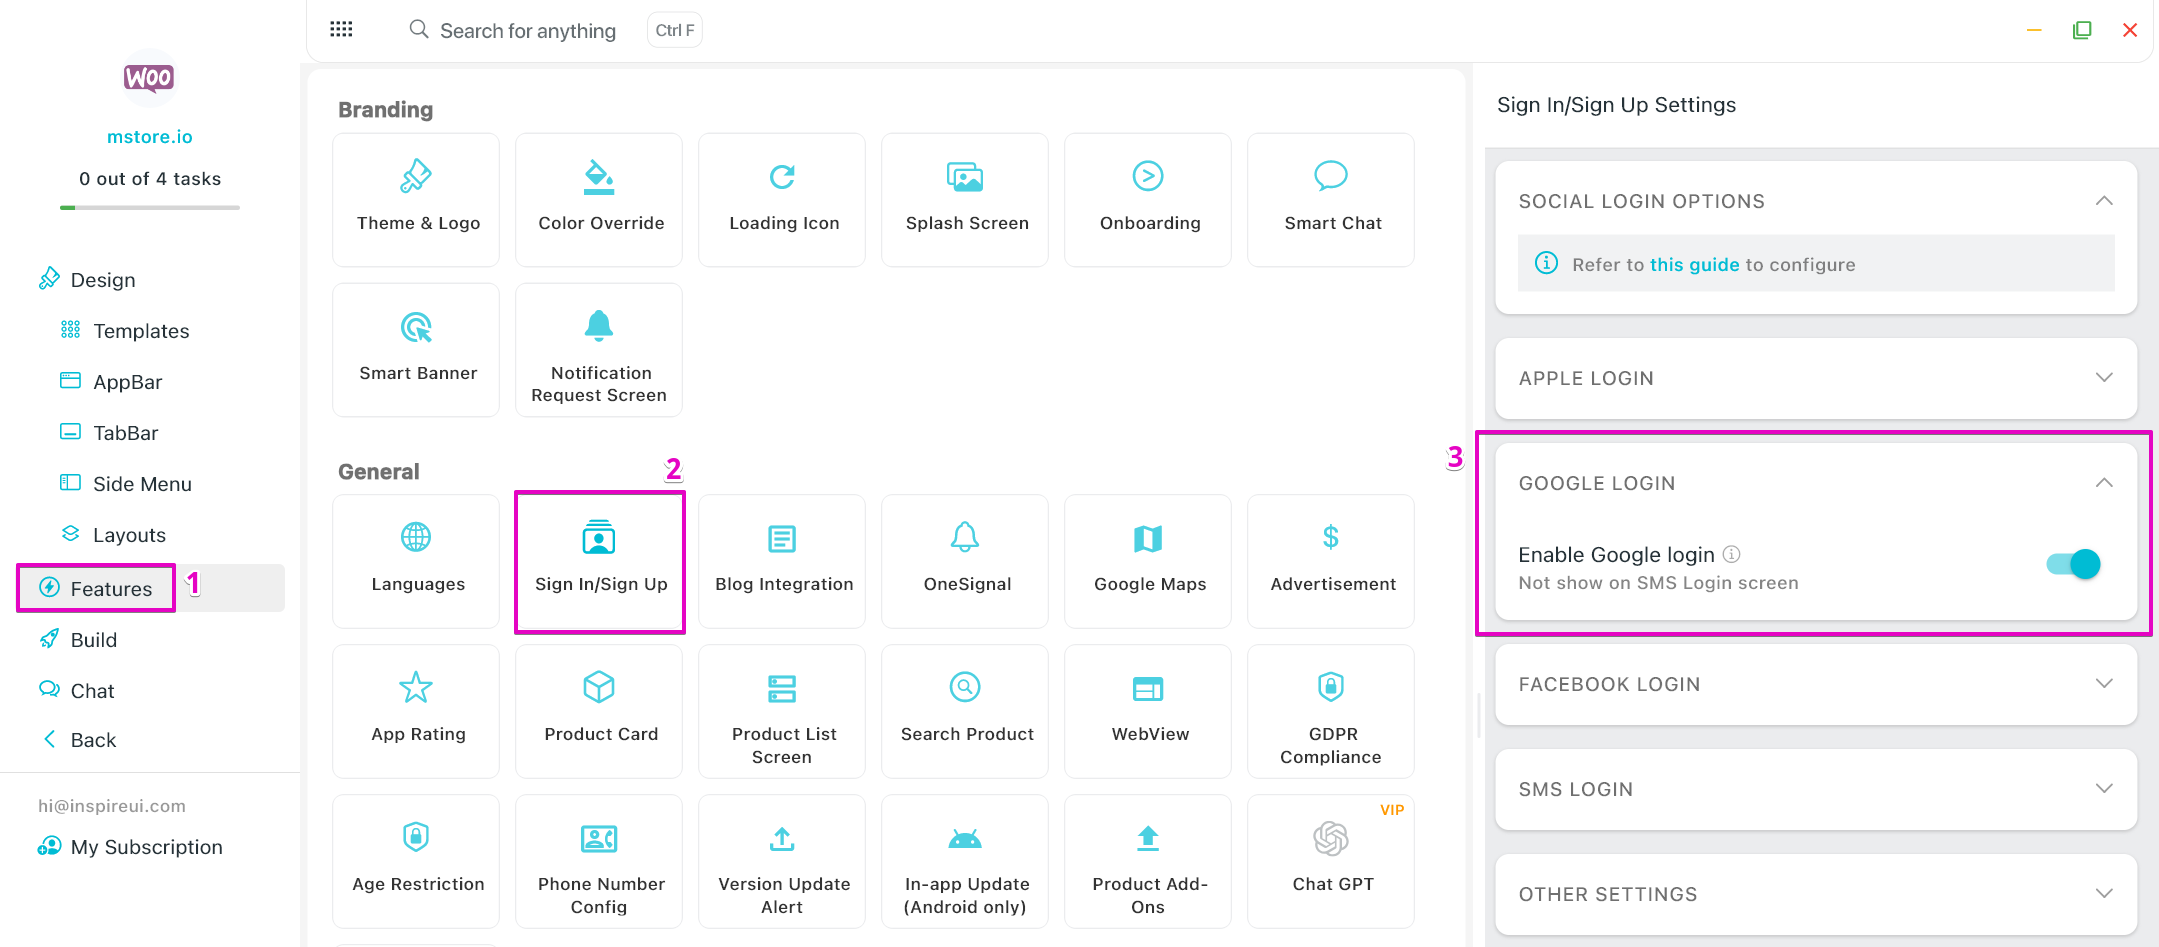 Search for anything
Ctrl F
WOO
mstore.io
0 out of 4 tasks
Design
Templates
AppBar
TabBar
Side Menu
Layouts
Features
1
Build
Chat
Back
hi@inspireui.com
My Subscription
Branding
Theme & Logo
Color Override
Loading Icon
Splash Screen
Onboarding
Smart Chat
Smart Banner
Notification
Request Screen
General
2
Languages
Sign In/Sign Up
Blog Integration
OneSignal
Google Maps
$
Advertisement
App Rating
Product Card
Product List
Screen
Search Product
WebView
GDPR
Compliance
Age Restriction
Phone Number
Config
Version Update
Alert
In-app Update
(Android only)
Product Add-
Ons
VIP
Chat GPT
Sign In/Sign Up Settings
SOCIAL LOGIN OPTIONS
Refer to this guide to configure
APPLE LOGIN
3
GOOGLE LOGIN
Enable Google login
Not show on SMS Login screen
FACEBOOK LOGIN
SMS LOGIN
OTHER SETTINGS